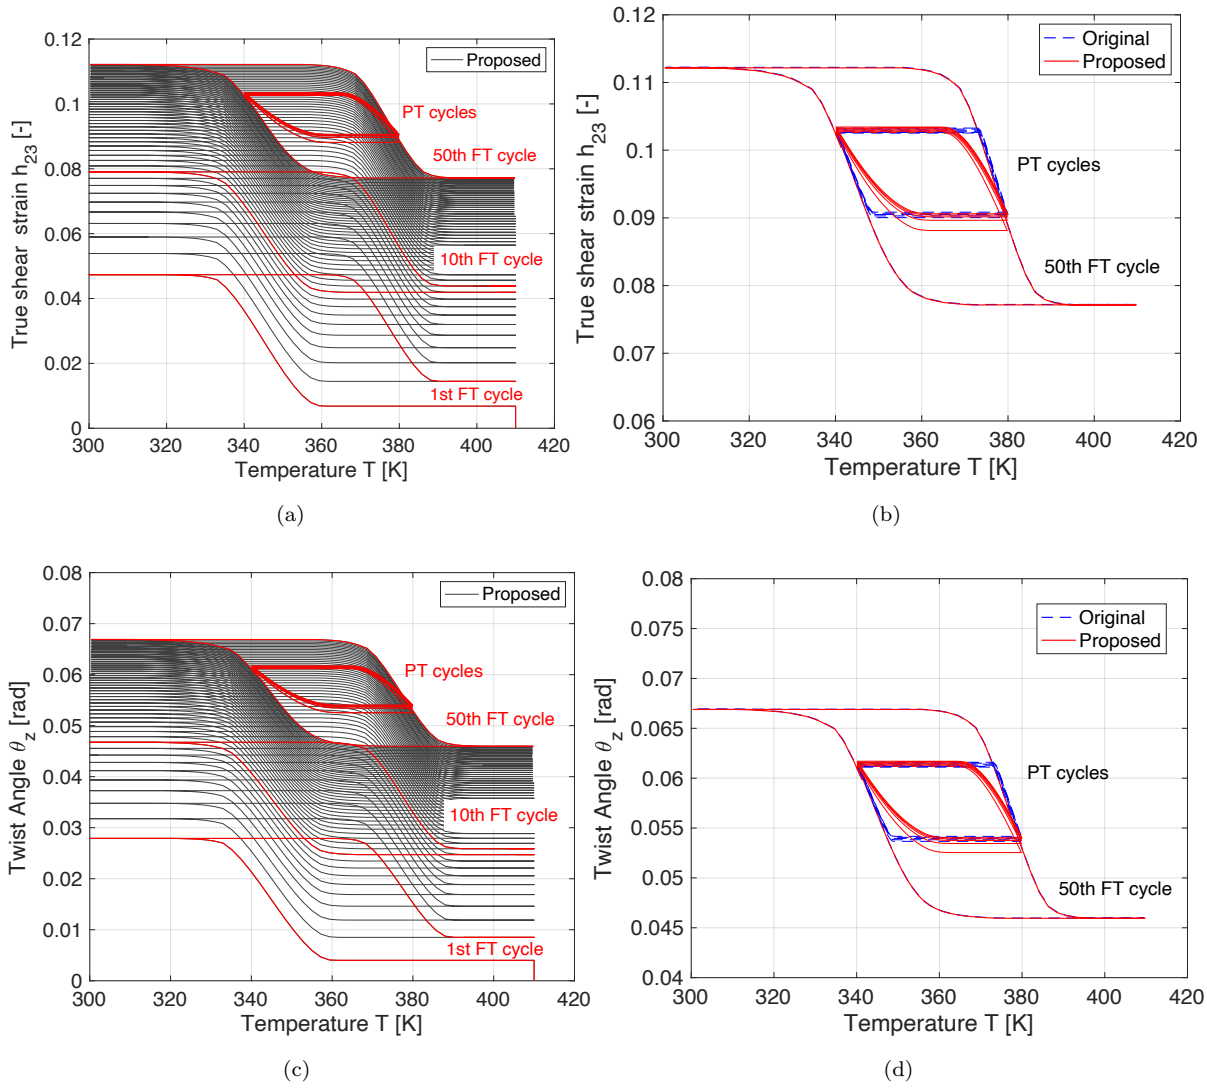 0.12
0.1
0.08
0.06
0.04
0.02
0
300
320
340
360
380
400
420
True shear strain h23 [-]
Temperature T [K]
Proposed
PT cycles
50th FT cycle
10th FT cycle
1st FT cycle
(a)
0.12
0.11
0.1
0.09
0.08
0.07
0.06
300
320
340
360
380
400
420
True shear strain h23 [-]
Temperature T [K]
Original
Proposed
PT cycles
50th FT cycle
(b)
0.08
0.07
0.06
0.05
0.04
0.03
0.02
0.01
0
300
320
340
360
380
400
420
Twist Angle θz [rad]
Temperature T [K]
Proposed
PT cycles
50th FT cycle
10th FT cycle
1st FT cycle
(c)
0.08
0.075
0.07
0.065
0.06
0.055
0.05
0.045
0.04
300
320
340
360
380
400
420
Twist Angle θz [rad]
Temperature T [K]
Original
Proposed
PT cycles
50th FT cycle
(d)